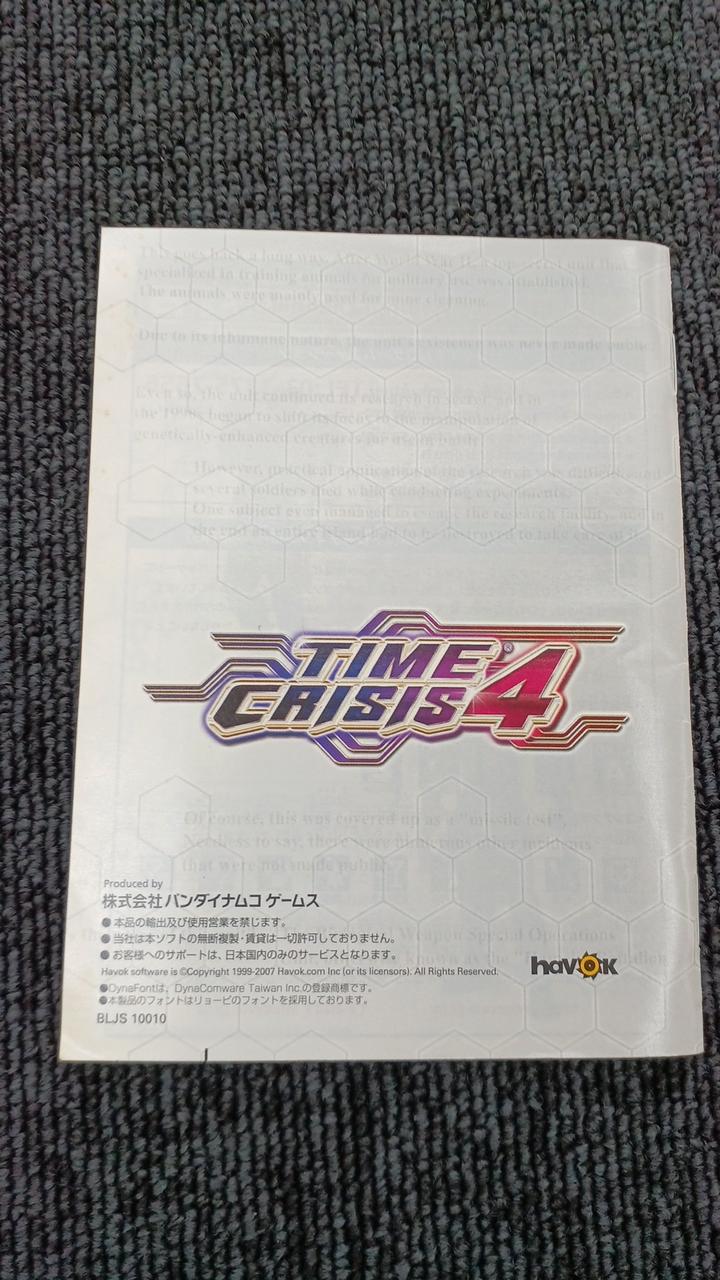 This goes back a long way. After World War II, a top-secret unit that
specialized in training animals for military use was established.
The animals were mainly used for mine clearing.
Due to its inhumane nature, the unit's existence was never made public.
Even so, the unit continued its research in secret, and in
the 1990s began to shift its focus to the manipulation of
genetically-enhanced creatures for use in battle.
However, practical application of the research was difficult, and
several soldiers died while conducting experiments.
One subject even managed to escape the research facility, and in
the end an entire island had to be destroyed to take care of it.
TIME
CRISIS 4®
Of course, this was covered up as a "missile test".
Needless to say, there were numerous other incidents
that were not made public.
Weapon Special Operations
known as the
Produced by
株式会社 バンダイナムコ ゲームス
●本品の輸出及び使用営業を禁じます。
●当社は本ソフトの無断複製・賃貸は一切許可しておりません。
●お客様へのサポートは、日本国内のみのサービスとなります。
Havok software is ©Copyright 1999-2007 Havok.com Inc (or its licensors). All Rights Reserved.
havok
●DynaFontは、DynaComware Taiwan Inc.の登録商標です。
●本製品のフォントはリョービのフォントを採用しております。
BLJS 10010